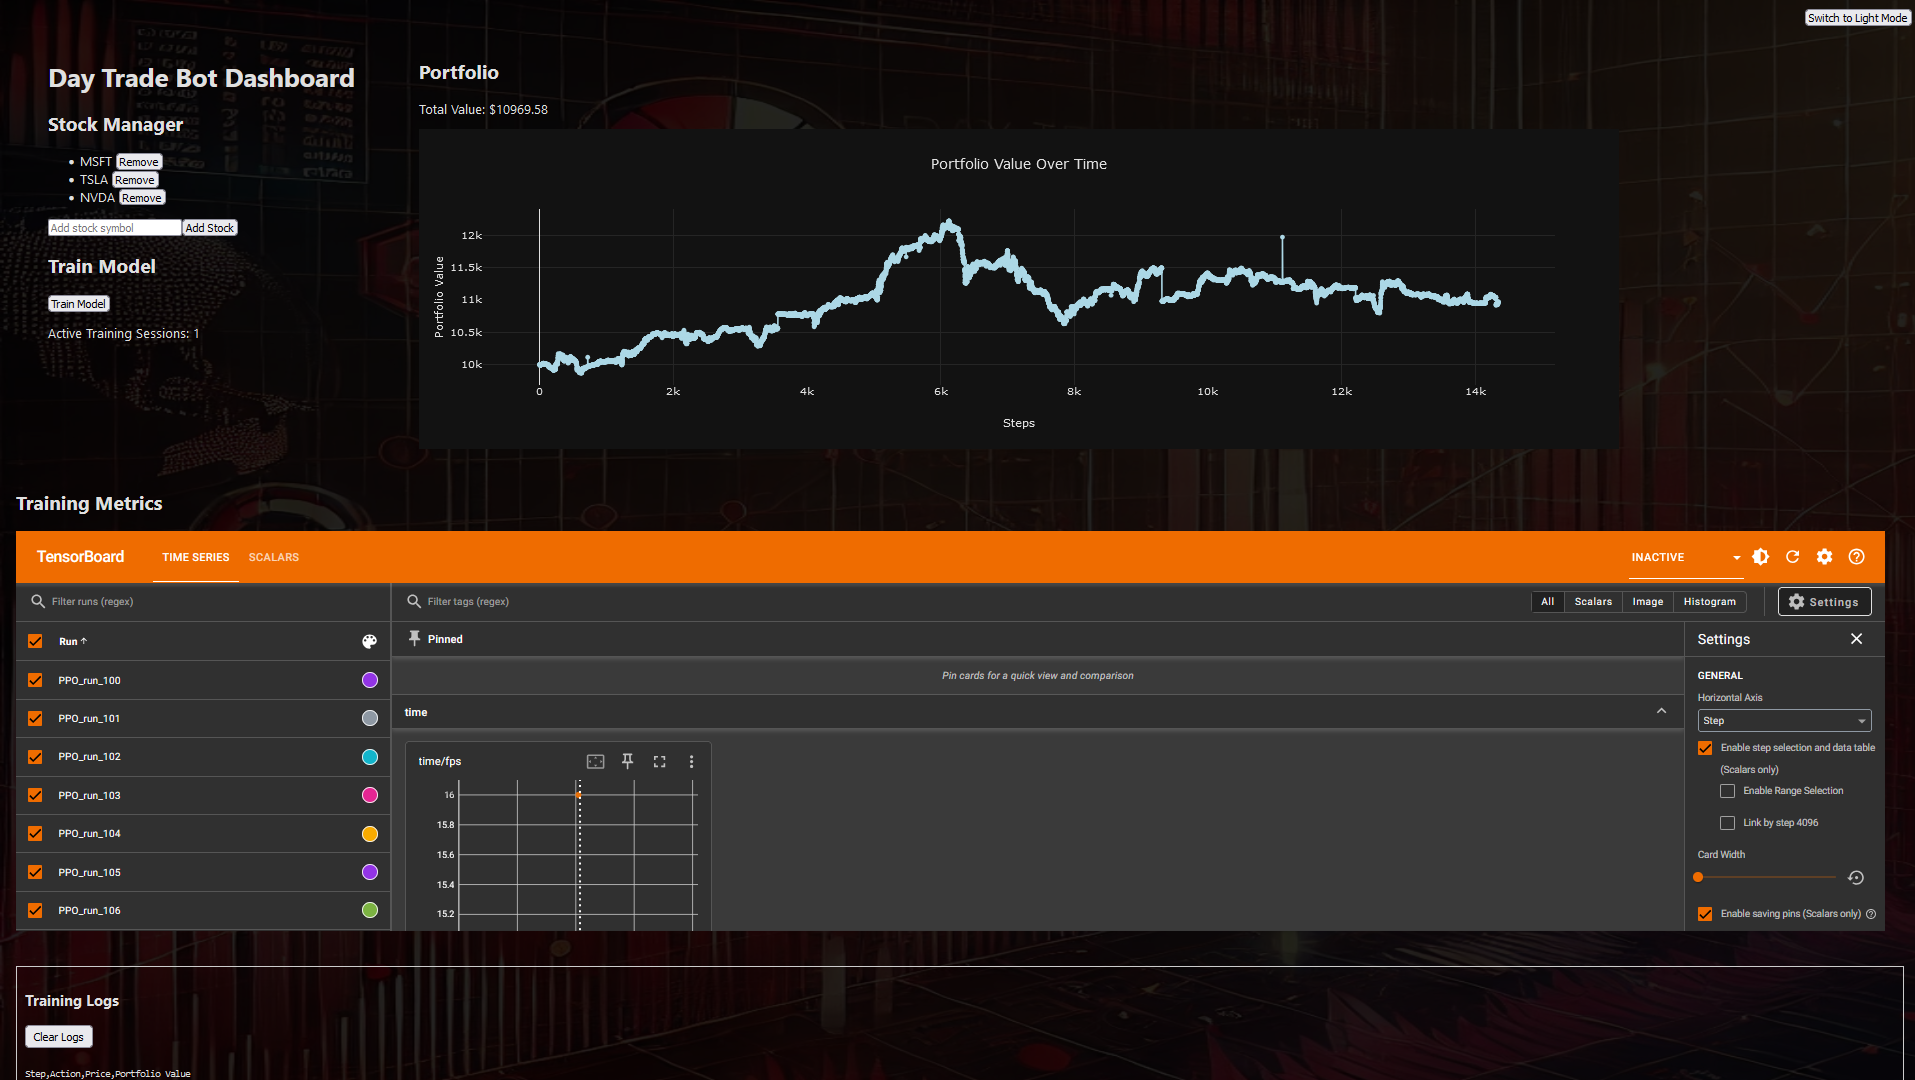 Switch to Light Mode
Day Trade Bot Dashboard
Stock Manager
MSFT Remove
TSLA Remove
NVDA Remove
Add stock symbol Add Stock
Train Model
Train Model
Active Training Sessions: 1
Portfolio
Total Value: $10969.58
Portfolio Value Over Time
Portfolio Value
12k
11.5k
11k
10.5k
10k
0 2k 4k 6k 8k 10k 12k 14k
Steps
Training Metrics
TensorBoard TIME SERIES SCALARS INACTIVE
Filter runs (regex)
Run
PPO_run_100
PPO_run_101
PPO_run_102
PPO_run_103
PPO_run_104
PPO_run_105
PPO_run_106
Filter tags (regex)
All Scalars Image Histogram Settings
Pinned
Pin cards for a quick view and comparison
time
time/fps
16
15.8
15.6
15.4
15.2
Settings
GENERAL
Horizontal Axis
Step
Enable step selection and data table
(Scalars only)
Enable Range Selection
Link by step 4096
Card Width
Enable saving pins (Scalars only)
Training Logs
Clear Logs
Step,Action,Price,Portfolio Value